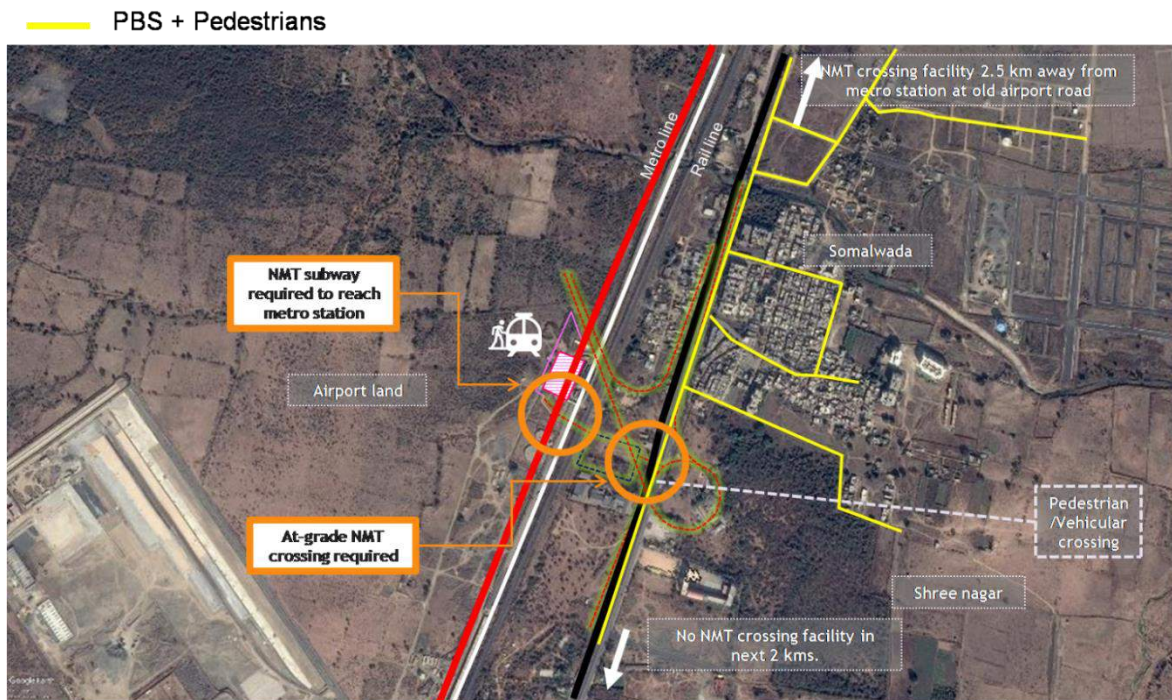 PBS + Pedestrians
NMT crossing facility 2.5 km away from
metro station at old airport road
Metro line
Rail line
Somalwada
NMT subway
required to reach
metro station
Airport land
At-grade NMT
crossing required
Pedestrian
/Vehicular
crossing
Shree nagar
No NMT crossing facility in
next 2 kms.
Google Earth